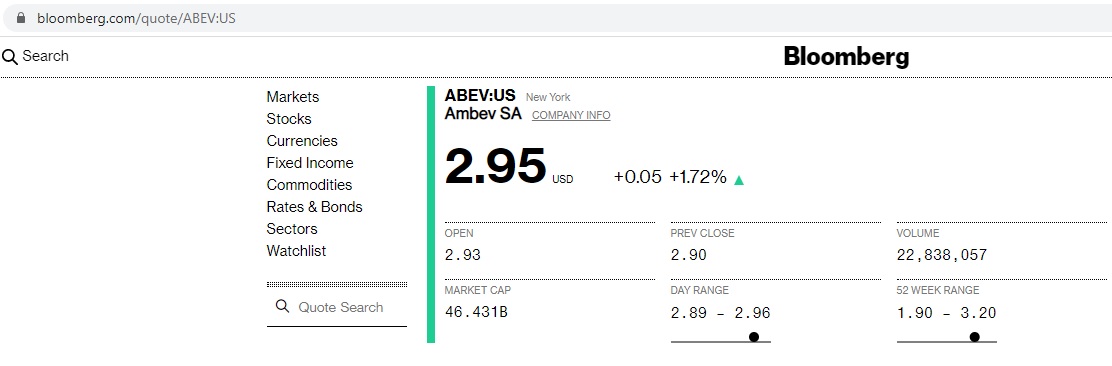 bloomberg.com/quote/ABEV:US
Search
Bloomberg
Markets
Stocks
Currencies
Fixed Income
Commodities
Rates & Bonds
Sectors
Watchlist
Quote Search
ABEV:US New York
Ambev SA COMPANY INFO
2.95 USD +0.05 +1.72%
OPEN
2.93
PREV CLOSE
2.90
VOLUME
22,838,057
MARKET CAP
46.431B
DAY RANGE
2.89 – 2.96
52 WEEK RANGE
1.90 – 3.20